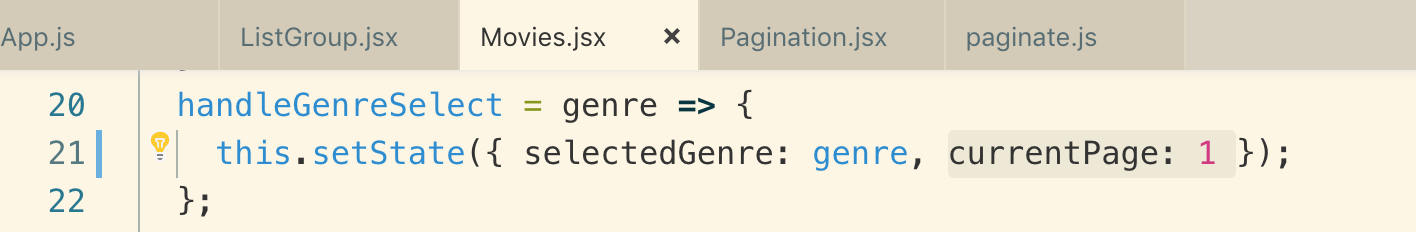 App.js ListGroup.jsx Movies.jsx × Pagination.jsx paginate.js
20 handleGenreSelect = genre => {
21 this.setState({ selectedGenre: genre, currentPage: 1 });
22 };